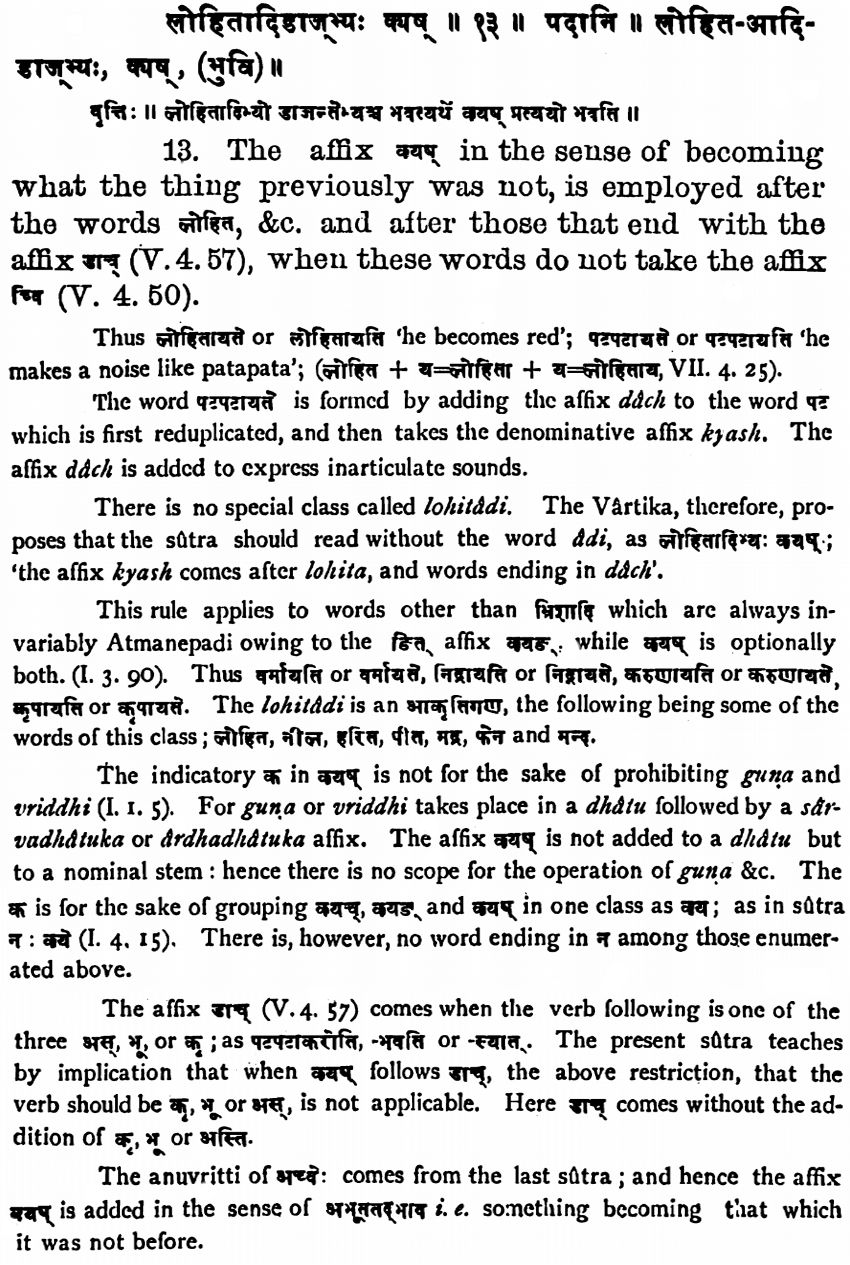 लोहितादिडाज्भ्यः क्यष् ॥ १३ ॥ पदानि ॥ लोहित-आदि-
डाज्भ्यः, क्यष्, (भुवि) ॥
वृत्तिः ॥ लोहितादिभ्यो डाजन्तेभ्यश्च भवत्यर्थे क्यष् प्रत्ययो भवति ॥
13. The affix क्यष् in the sense of becoming
what the thing previously was not, is employed after
the words लोहित, &c. and after those that end with the
affix डाच् (V. 4. 57), when these words do not take the affix
च्वि (V. 4. 50).
Thus लोहितायते or लोहितायति 'he becomes red'; पटपटायते or पटपटायति 'he
makes a noise like patapata'; (लोहित + य=लोहिता + य=लोहिताय, VII. 4. 25).
The word पटपटायते is formed by adding the affix dâch to the word पट
which is first reduplicated, and then takes the denominative affix kyash. The
affix dâch is added to express inarticulate sounds.
There is no special class called lohitâdi. The Vârtika, therefore, pro-
poses that the sûtra should read without the word âdi, as लोहितादिभ्यः क्यष्;
'the affix kyash comes after lohita, and words ending in dâch'.
This rule applies to words other than भ्रिशादि which are always in-
variably Atmanepadi owing to the ङित् affix क्यङ्. while क्यष् is optionally
both. (I. 3. 90). Thus वर्मायति or वर्मायते, निद्रायति or निद्रायते, करुणायति or करुणायते,
कृपायति or कृपायते. The lohitâdi is an आकृतिगण, the following being some of the
words of this class; लोहित, नील, हरित, पीत, मद्र, फेन and मन्द.
The indicatory क in क्यष् is not for the sake of prohibiting guṇa and
vriddhi (I. 1. 5). For guṇa or vriddhi takes place in a dhâtu followed by a sâr-
vadhâtuka or ârdhadhâtuka affix. The affix क्यष् is not added to a dhâtu but
to a nominal stem : hence there is no scope for the operation of guṇa &c. The
क is for the sake of grouping क्यच्, क्यङ् and क्यष् in one class as क्य; as in sûtra
नः क्ये (I. 4. 15). There is, however, no word ending in न among those enumer-
ated above.
The affix डाच् (V. 4. 57) comes when the verb following is one of the
three अस्, भू, or कृ; as पटपटाकरोति, -भवति or -स्यात्. The present sûtra teaches
by implication that when क्यष् follows डाच्, the above restriction, that the
verb should be कृ, भू or अस्, is not applicable. Here डाच् comes without the ad-
dition of कृ, भू or अस्ति.
The anuvritti of अच्वेः comes from the last sûtra; and hence the affix
क्यष् is added in the sense of अभूततद्भाव i. e. something becoming that which
it was not before.